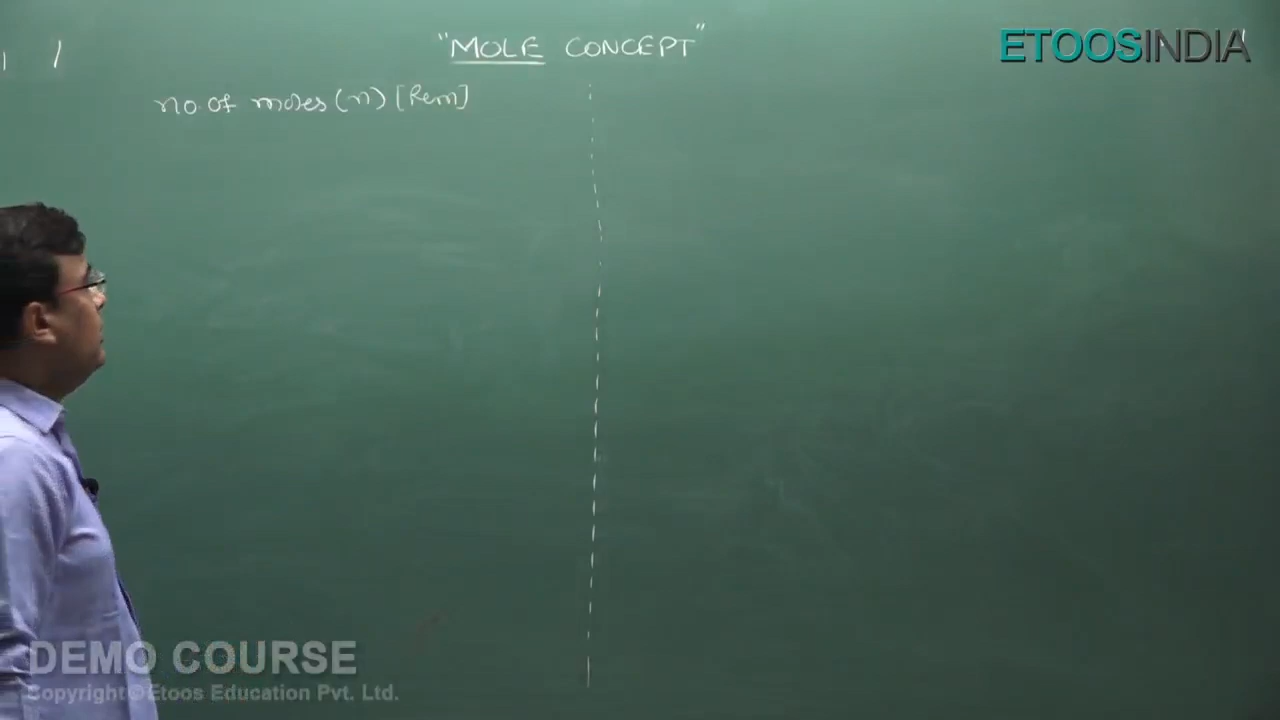 "MOLE CONCEPT"
ETOOSINDIA
no. of moles (n) [Rem]
DEMO COURSE
Copyright © Etoos Education Pvt. Ltd.